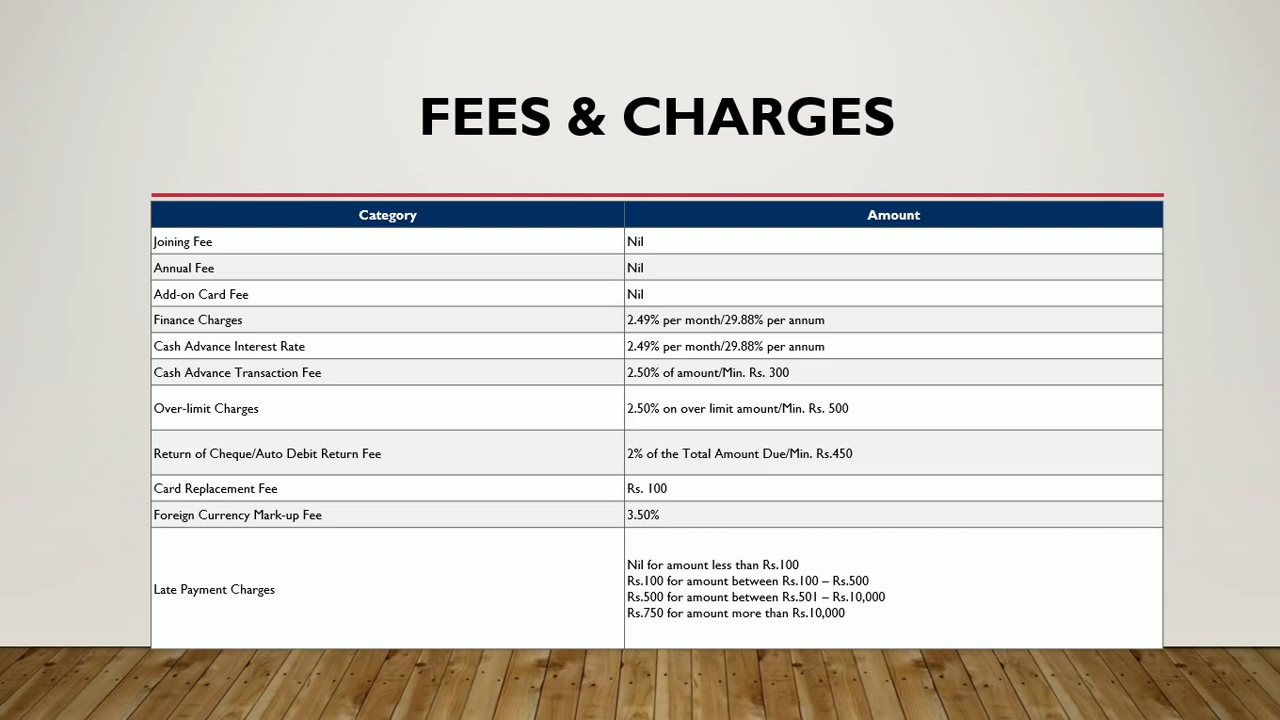 FEES & CHARGES
Category Amount
Joining Fee Nil
Annual Fee Nil
Add-on Card Fee Nil
Finance Charges 2.49% per month/29.88% per annum
Cash Advance Interest Rate 2.49% per month/29.88% per annum
Cash Advance Transaction Fee 2.50% of amount/Min. Rs. 300
Over-limit Charges 2.50% on over limit amount/Min. Rs. 500
Return of Cheque/Auto Debit Return Fee 2% of the Total Amount Due/Min. Rs.450
Card Replacement Fee Rs. 100
Foreign Currency Mark-up Fee 3.50%
Late Payment Charges
Nil for amount less than Rs.100
Rs.100 for amount between Rs.100 – Rs.500
Rs.500 for amount between Rs.501 – Rs.10,000
Rs.750 for amount more than Rs.10,000